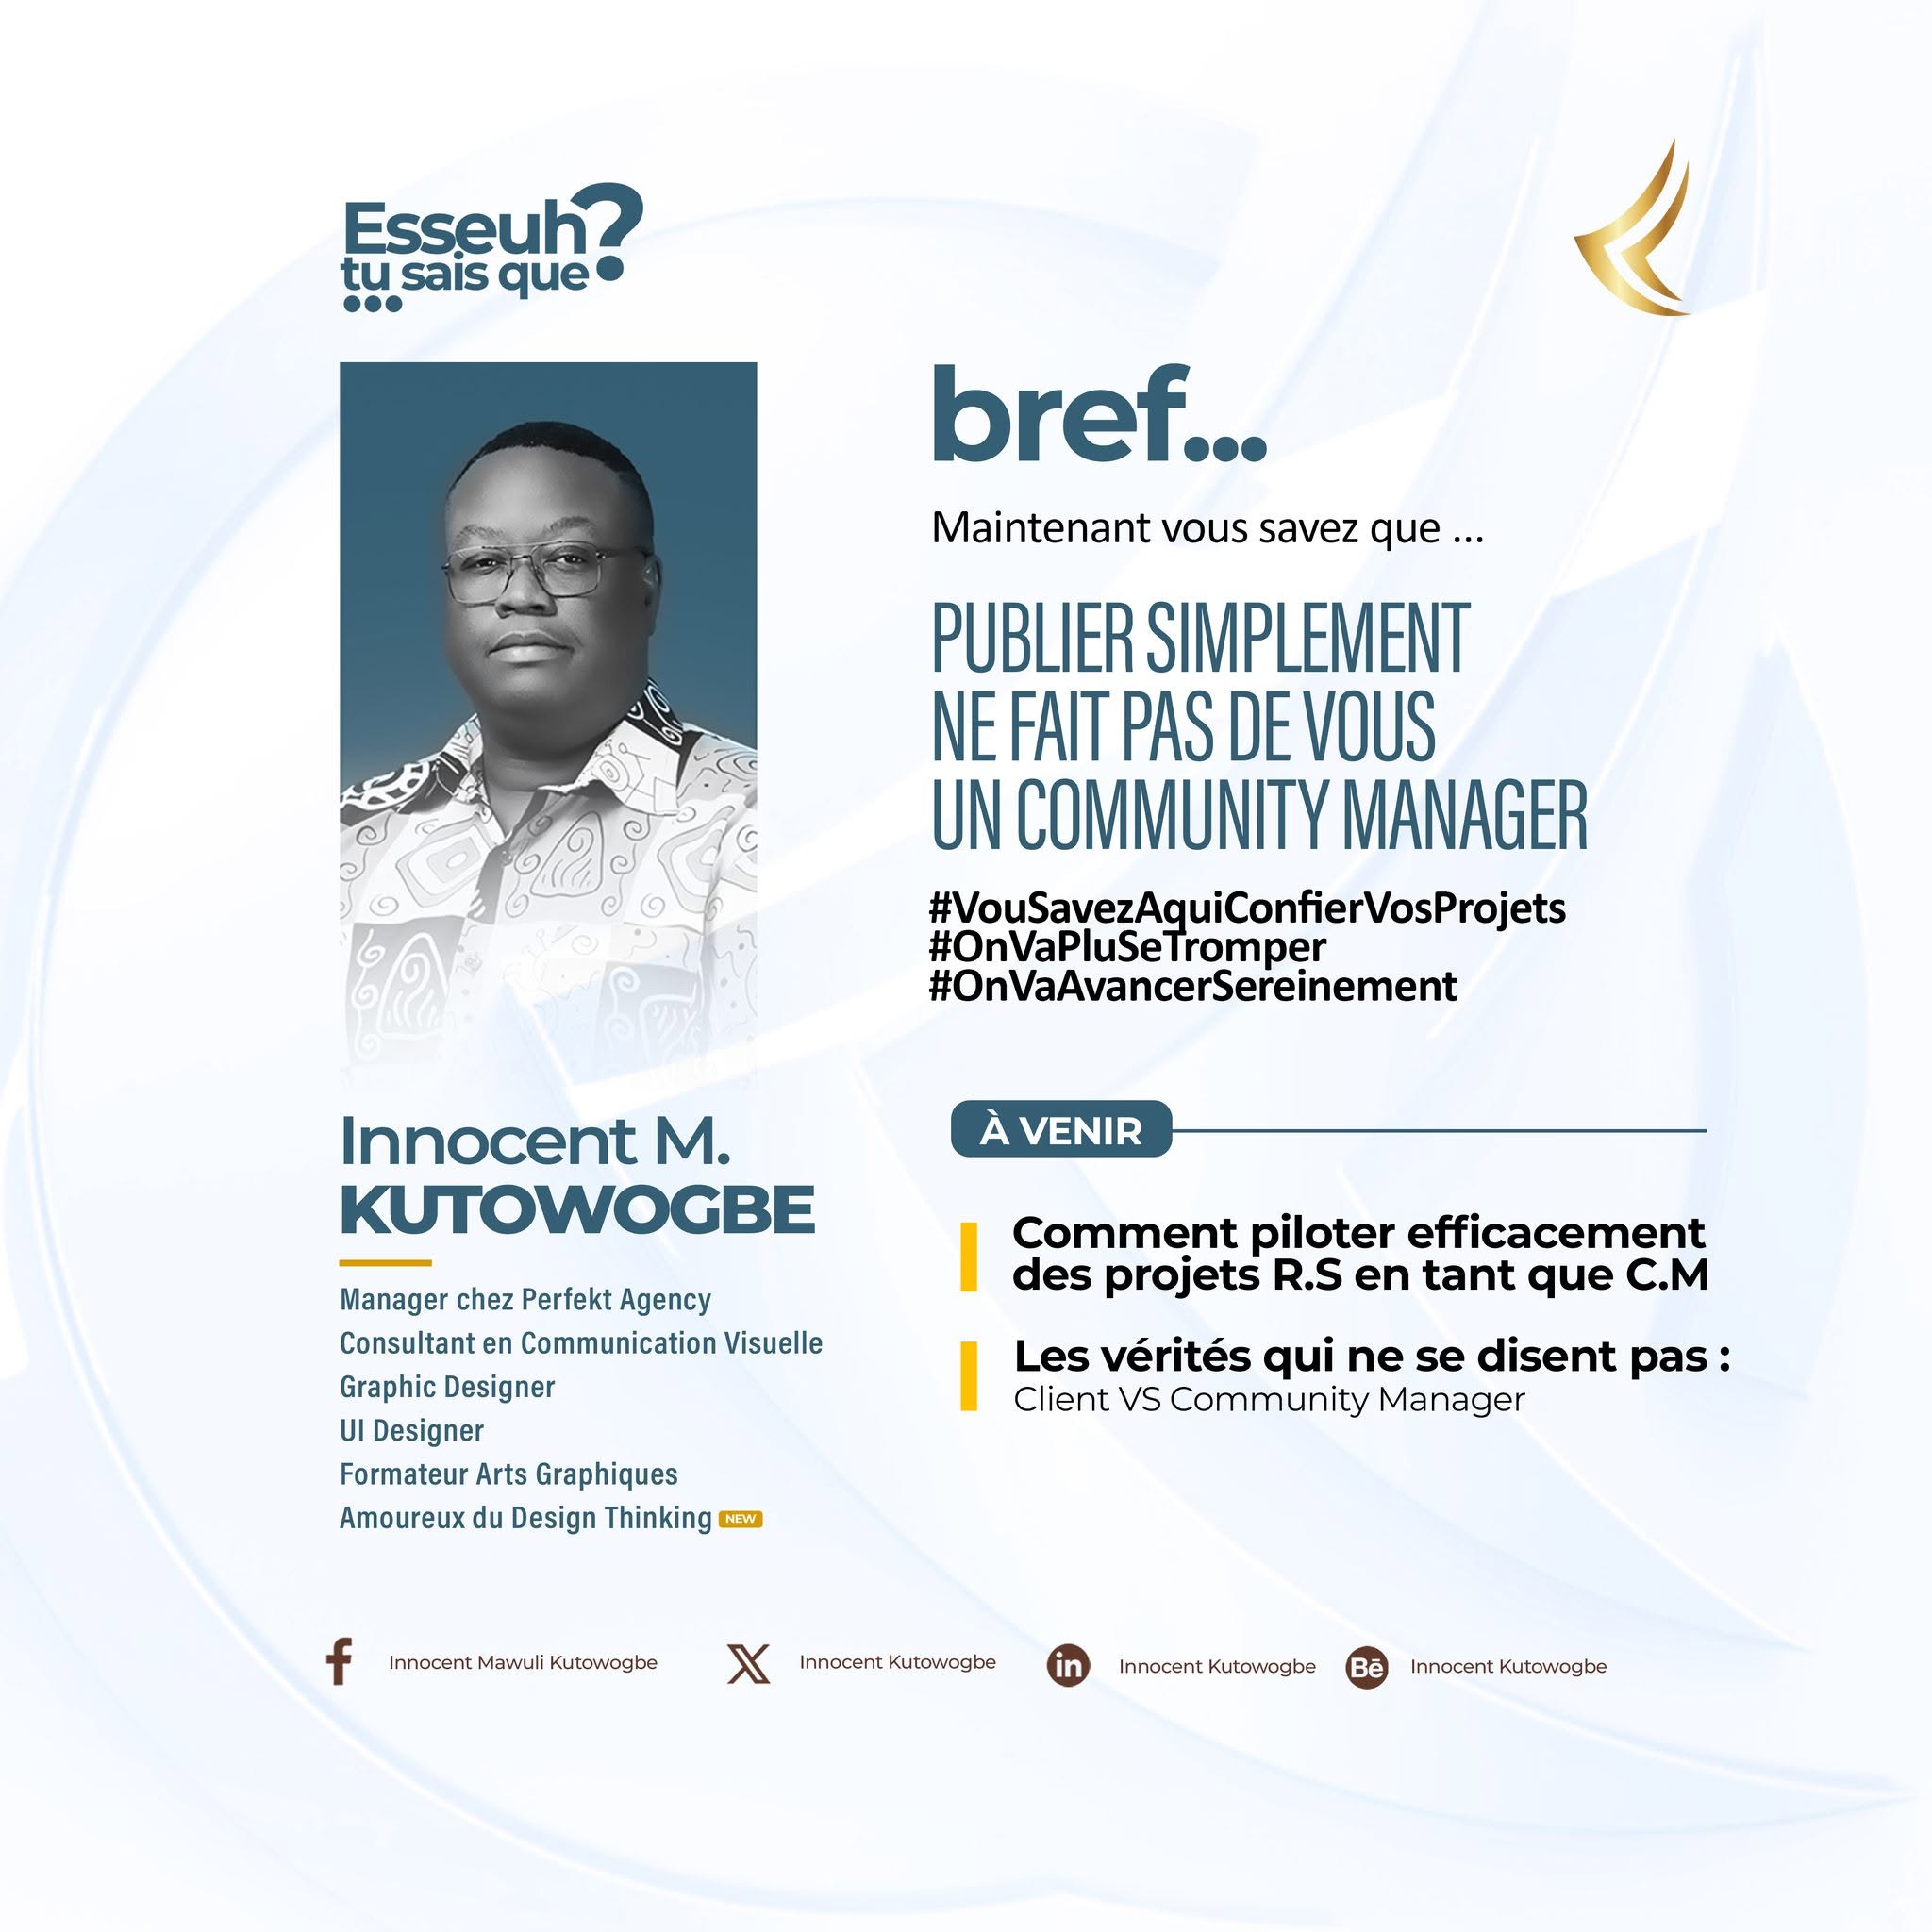 Esseuh?
tu sais que
...
bref...
Maintenant vous savez que ...
PUBLIER SIMPLEMENT
NE FAIT PAS DE VOUS
UN COMMUNITY MANAGER
#VouSavezAquiConfierVosProjets
#OnVaPluSeTromper
#OnVaAvancerSereinement
Innocent M.
KUTOWOGBE
Manager chez Perfekt Agency
Consultant en Communication Visuelle
Graphic Designer
UI Designer
Formateur Arts Graphiques
Amoureux du Design Thinking NEW
À VENIR
Comment piloter efficacement
des projets R.S en tant que C.M
Les vérités qui ne se disent pas :
Client VS Community Manager
f Innocent Mawuli Kutowogbe X Innocent Kutowogbe in Innocent Kutowogbe Bē Innocent Kutowogbe